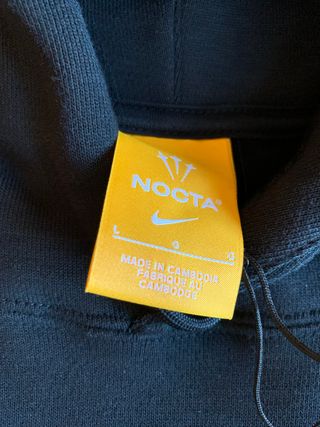 NOCTA®
L G G
MADE IN CAMBODIA
FABRIQUÉ AU
CAMBODGE